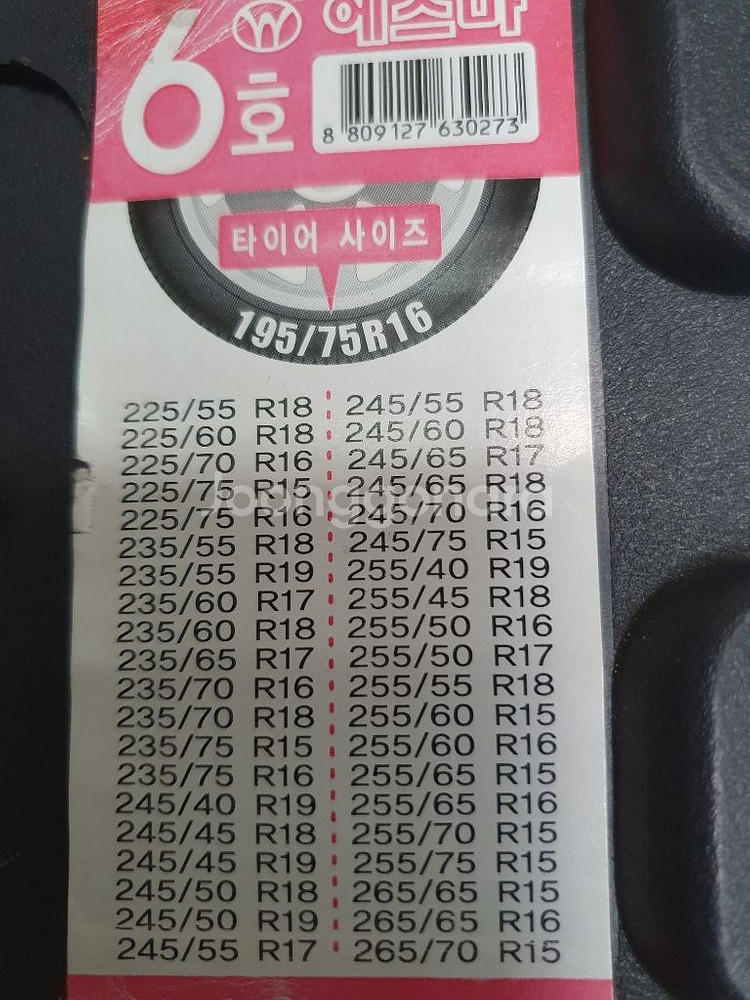 에스마
6호
8 809127 630273
타이어 사이즈
195/75R16
225/55 R18 245/55 R18
225/60 R18 245/60 R18
225/70 R16 245/65 R17
225/75 R15 245/65 R18
225/75 R16 245/70 R16
235/55 R18 245/75 R15
235/55 R19 255/40 R19
235/60 R17 255/45 R18
235/60 R18 255/50 R16
235/65 R17 255/50 R17
235/70 R16 255/55 R18
235/70 R18 255/60 R15
235/75 R15 255/60 R16
235/75 R16 255/65 R15
245/40 R19 255/65 R16
245/45 R18 255/70 R15
245/45 R19 255/75 R15
245/50 R18 265/65 R15
245/50 R19 265/65 R16
245/55 R17 265/70 R15
joonggonara